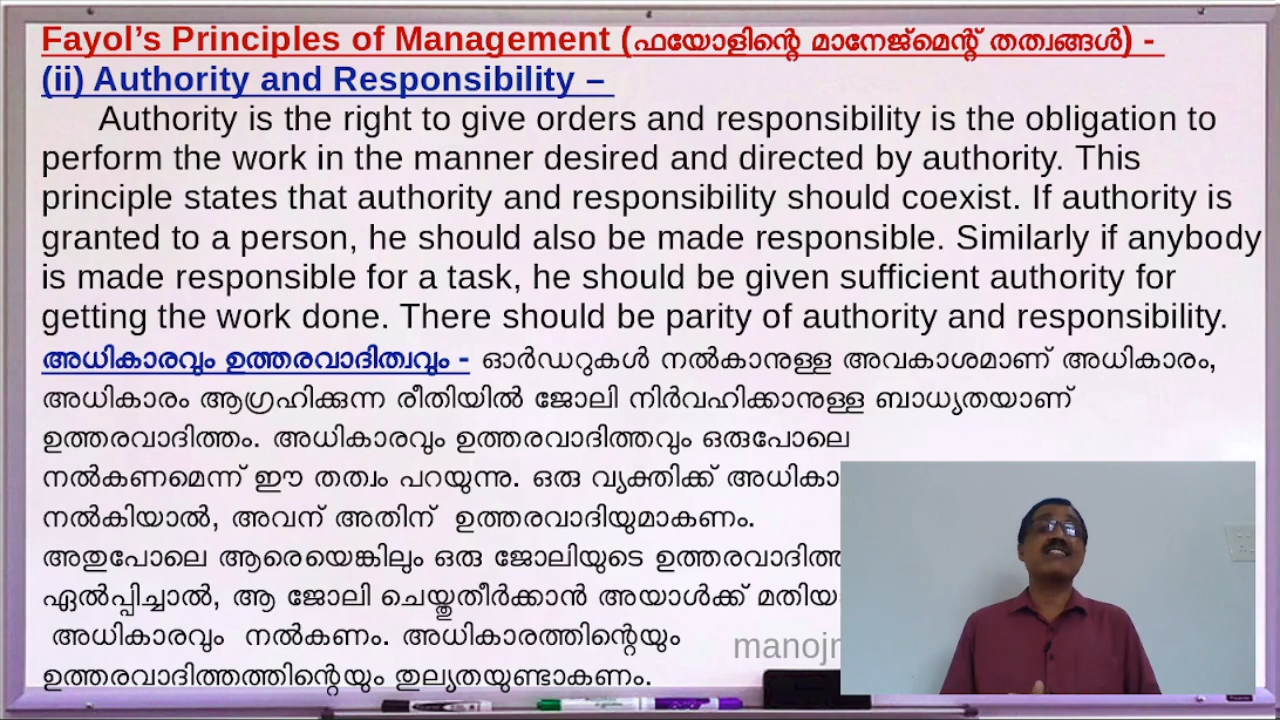 Fayol’s Principles of Management (ഫയോളിന്റെ മാനേജ്മെന്റ് തത്വങ്ങൾ) -
(ii) Authority and Responsibility –
Authority is the right to give orders and responsibility is the obligation to
perform the work in the manner desired and directed by authority. This
principle states that authority and responsibility should coexist. If authority is
granted to a person, he should also be made responsible. Similarly if anybody
is made responsible for a task, he should be given sufficient authority for
getting the work done. There should be parity of authority and responsibility.
അധികാരവും ഉത്തരവാദിത്വവും - ഓർഡറുകൾ നൽകാനുള്ള അവകാശമാണ് അധികാരം,
അധികാരം ആഗ്രഹിക്കുന്ന രീതിയിൽ ജോലി നിർവഹിക്കാനുള്ള ബാധ്യതയാണ്
ഉത്തരവാദിത്തം. അധികാരവും ഉത്തരവാദിത്തവും ഒരുപോലെ
നൽകണമെന്ന് ഈ തത്വം പറയുന്നു. ഒരു വ്യക്തിക്ക്
നൽകിയാൽ, അവന് അതിന് ഉത്തരവാദിയുമാകണം.
അതുപോലെ ആരെയെങ്കിലും ഒരു ജോലിയുടെ
ഏൽപ്പിച്ചാൽ, ആ ജോലി ചെയ്തുതീർക്കാൻ അയാൾക്ക്
അധികാരവും നൽകണം. അധികാരത്തിന്റെയും
ഉത്തരവാദിത്തത്തിന്റെയും തുല്യതയുണ്ടാകണം.